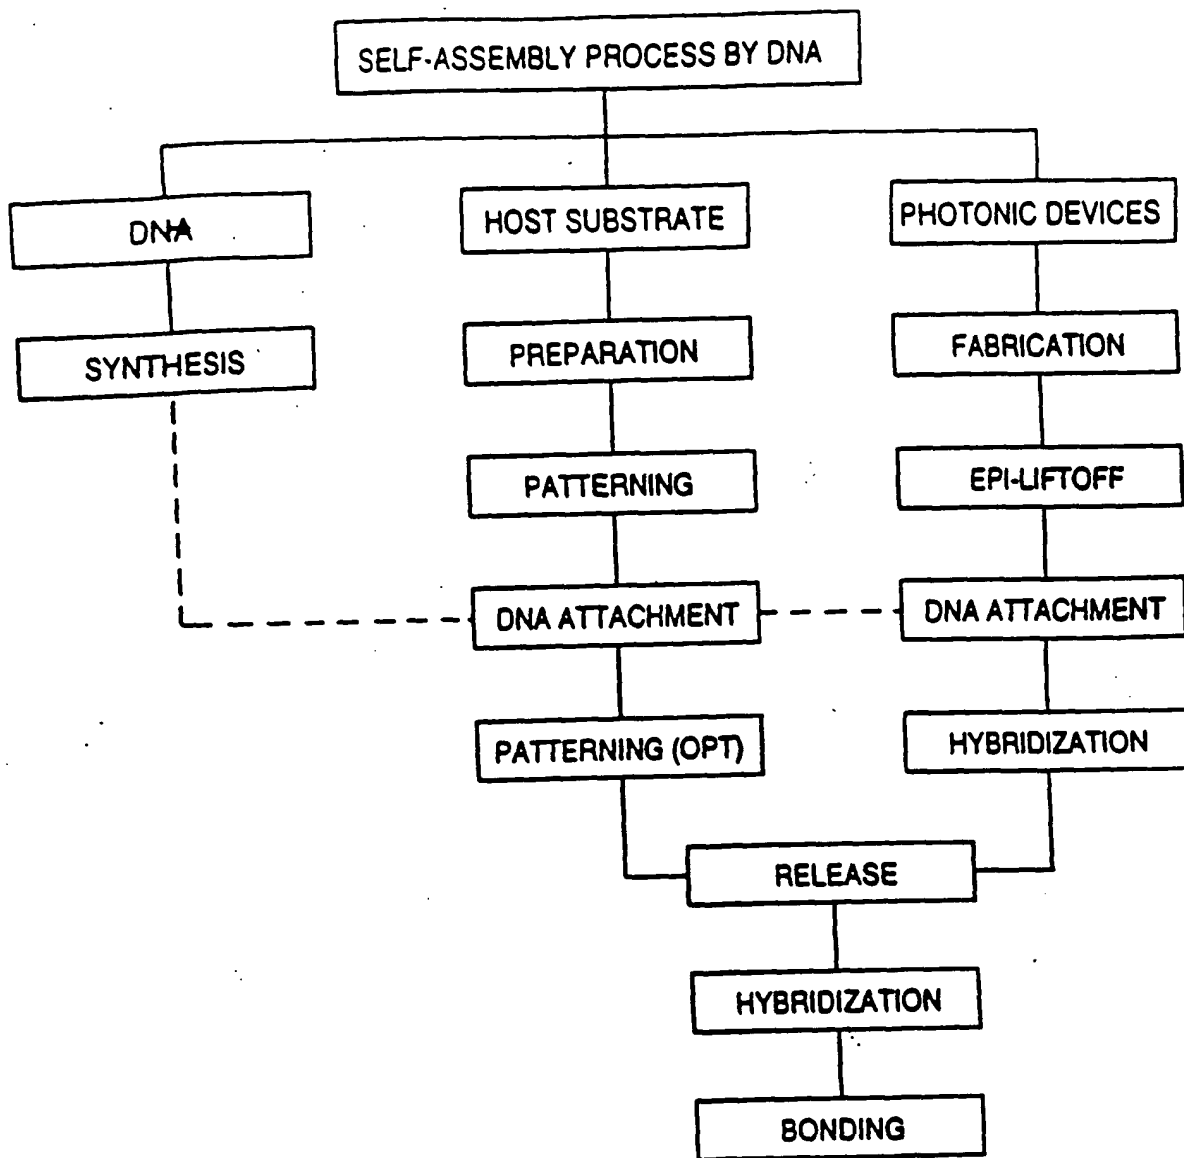 SELF-ASSEMBLY PROCESS BY DNA
DNA
HOST SUBSTRATE
PHOTONIC DEVICES
SYNTHESIS
PREPARATION
FABRICATION
PATTERNING
EPI-LIFTOFF
DNA ATTACHMENT
DNA ATTACHMENT
PATTERNING (OPT)
HYBRIDIZATION
RELEASE
HYBRIDIZATION
BONDING